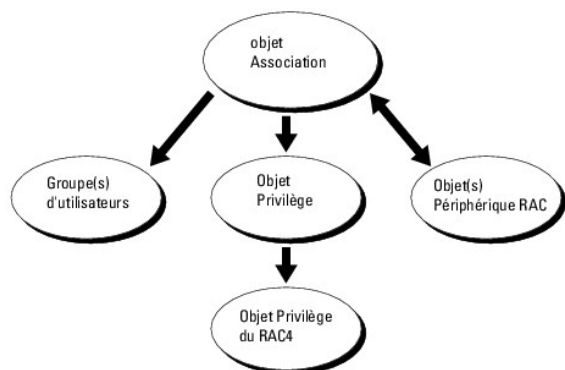 objet
Association
Groupe(s)
d'utilisateurs
Objet
Privilège
Objet(s)
Périphérique RAC
Objet Privilège
du RAC4